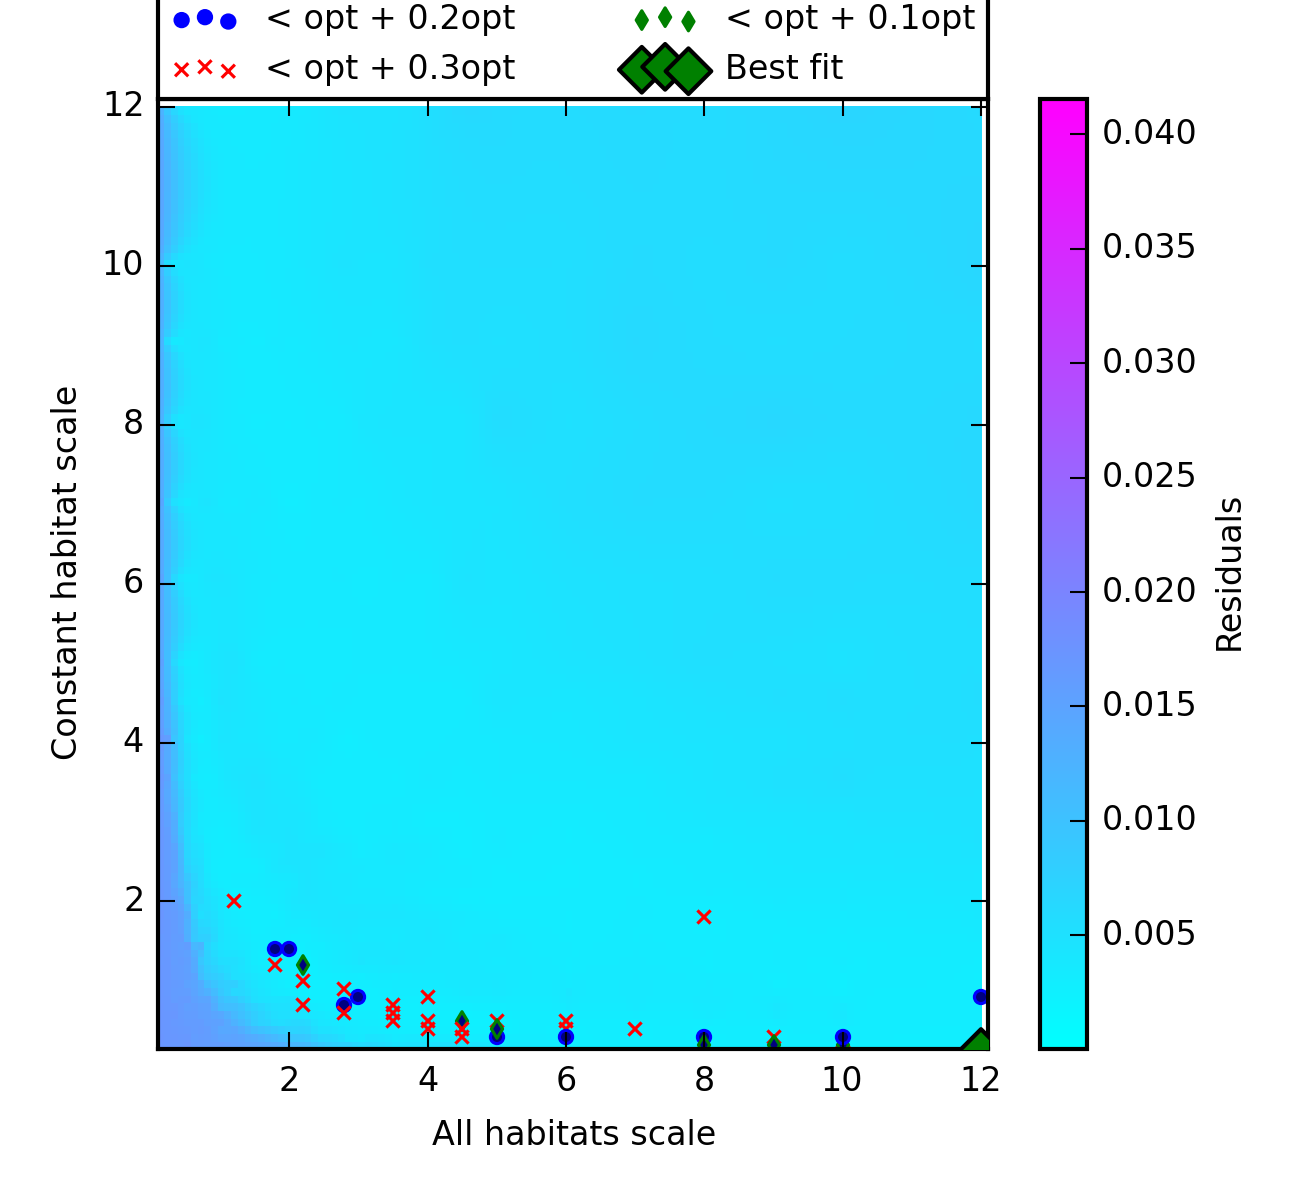 < opt + 0.2opt
< opt + 0.1opt
< opt + 0.3opt
Best fit
12
10
8
6
4
2
Constant habitat scale
2 4 6 8 10 12
All habitats scale
0.040
0.035
0.030
0.025
0.020
0.015
0.010
0.005
Residuals